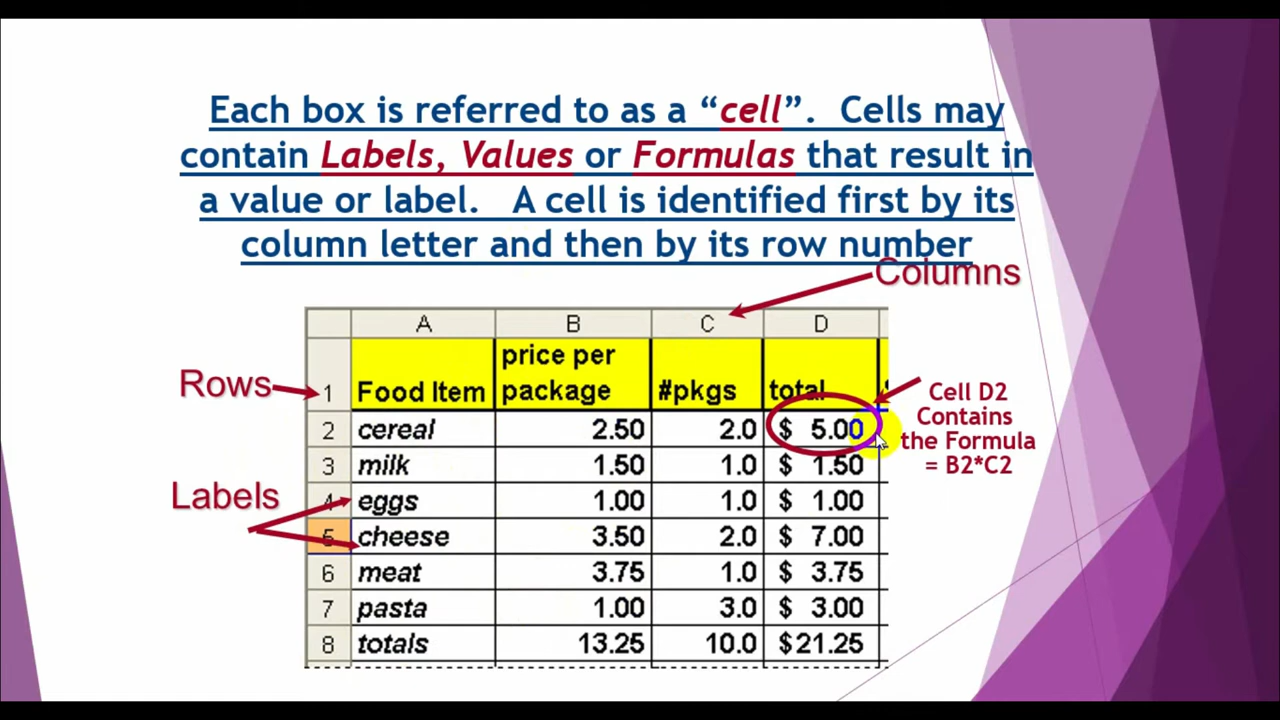 Each box is referred to as a “cell”. Cells may
contain Labels, Values or Formulas that result in
a value or label. A cell is identified first by its
column letter and then by its row number
Columns
A B C D
Rows
1 Food Item price per package #pkgs total
2 cereal 2.50 2.0 $ 5.00
3 milk 1.50 1.0 $ 1.50
Labels
4 eggs 1.00 1.0 $ 1.00
5 cheese 3.50 2.0 $ 7.00
6 meat 3.75 1.0 $ 3.75
7 pasta 1.00 3.0 $ 3.00
8 totals 13.25 10.0 $21.25
Cell D2
Contains
the Formula
= B2*C2